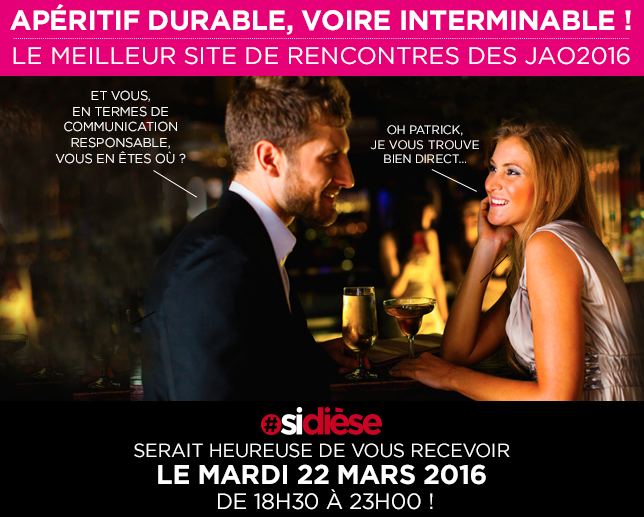 APÉRITIF DURABLE, VOIRE INTERMINABLE !
LE MEILLEUR SITE DE RENCONTRES DES JAO2016
ET VOUS,
EN TERMES DE
COMMUNICATION
RESPONSABLE,
VOUS EN ÊTES OÙ ?
OH PATRICK,
JE VOUS TROUVE
BIEN DIRECT...
#sidièse
SERAIT HEUREUSE DE VOUS RECEVOIR
LE MARDI 22 MARS 2016
DE 18H30 À 23H00 !